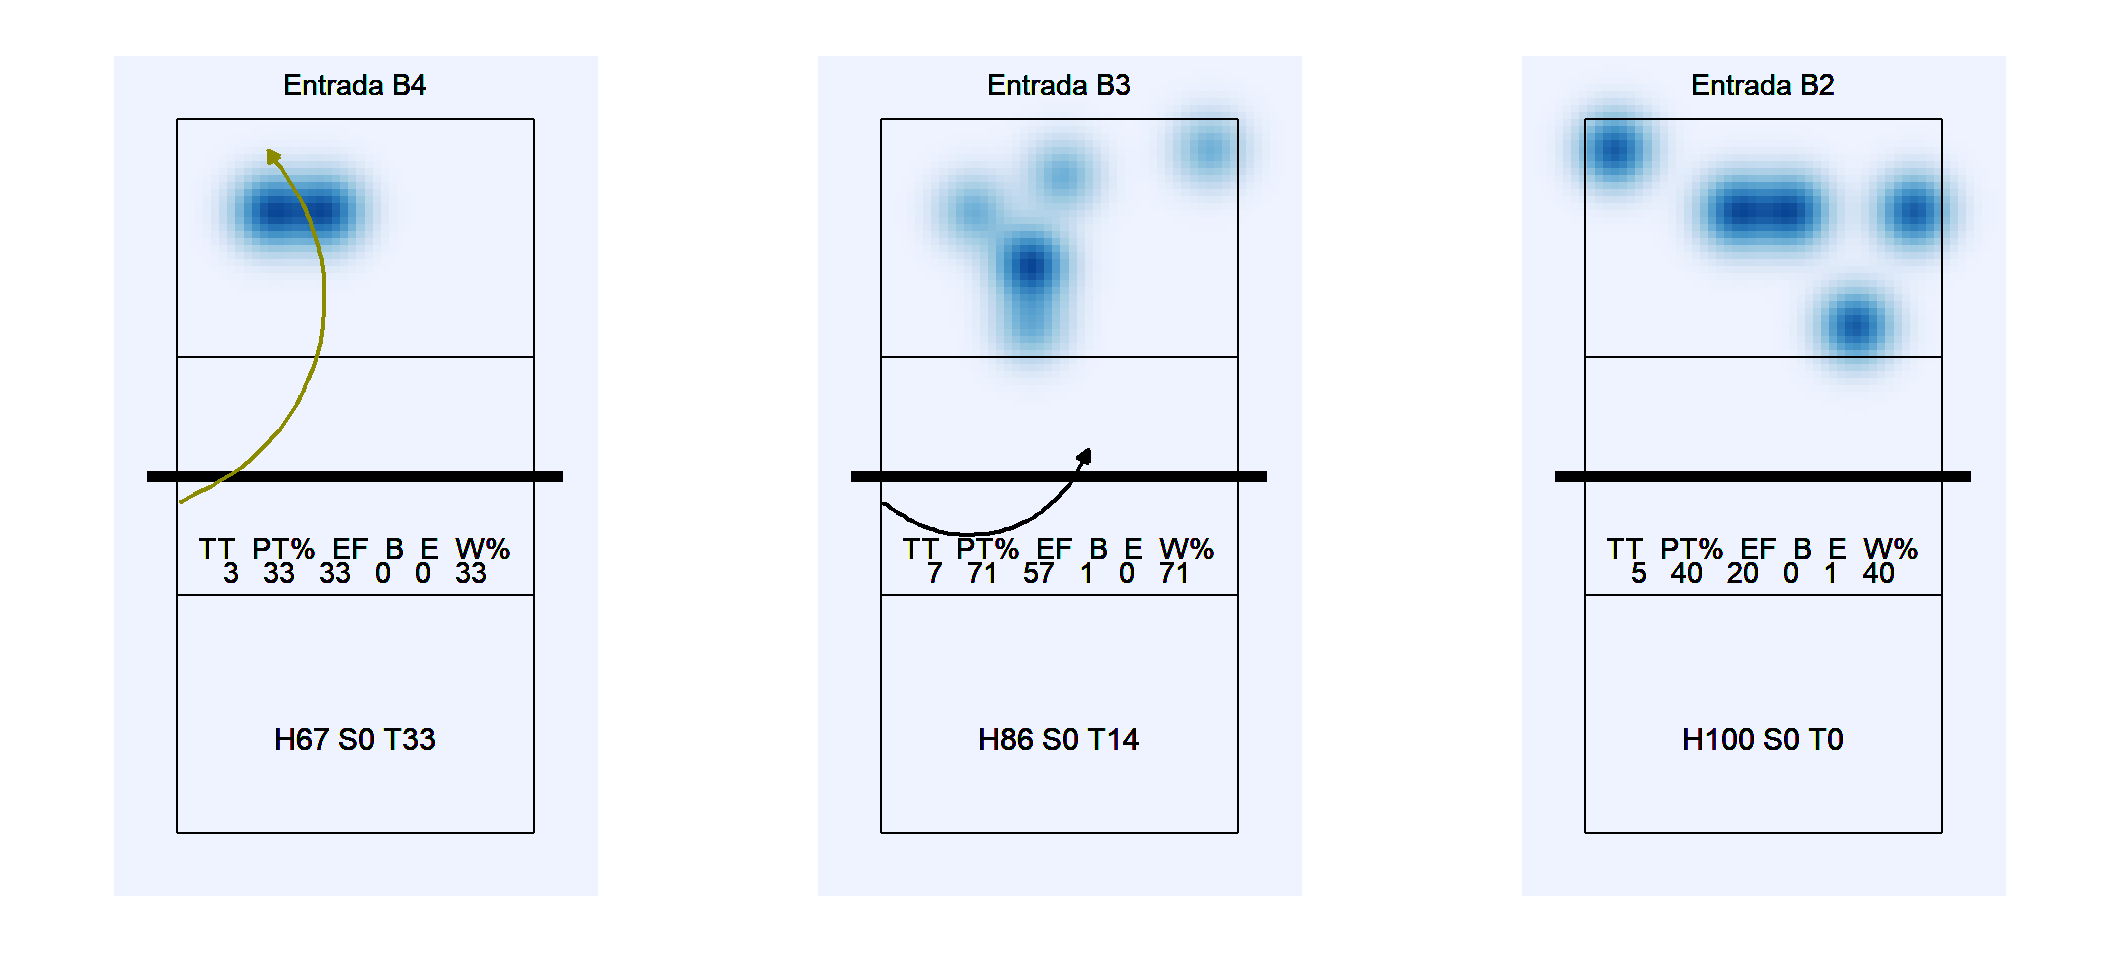 Entrada B4
TT PT% EF B E W%
3 33 33 0 0 33
H67 S0 T33
Entrada B3
TT PT% EF B E W%
7 71 57 1 0 71
H86 S0 T14
Entrada B2
TT PT% EF B E W%
5 40 20 0 1 40
H100 S0 T0